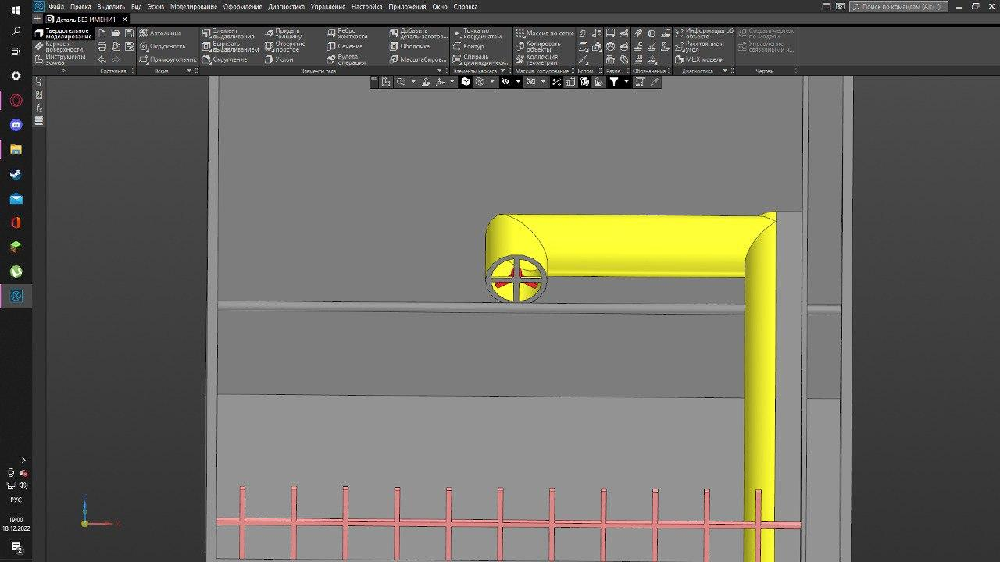 Файл Правка Выделить Вид Эскиз Моделирование Оформление Диагностика Управление Настройка Приложения Окно Справка
Поиск по командам (Alt+/)
Деталь БЕЗ ИМЕНИ1
Твердотельное моделирование
Каркас и поверхности
Инструменты эскиза
Системная
Автолиния
Окружность
Прямоугольник
Эскиз
Элемент выдавливания
Вырезать выдавливанием
Скругление
Придать толщину
Отверстие простое
Уклон
Ребро жесткости
Сечение
Булева операция
Добавить деталь-заготов...
Оболочка
Масштабиров...
Элементы тела
Точка по координатам
Контур
Спираль цилиндрическ...
Элементы каркаса
Массив по сетке
Копировать объекты
Коллекция геометрии
Массив, копирование
Вспом...
Разме...
Обозначения
Информация об объекте
Расстояние и угол
МЦХ модели
Диагностика
Создать чертеж по модели
Управление связанными ч...
Чертеж
fx
Z
X
РУС
19:00
18.12.2022
2